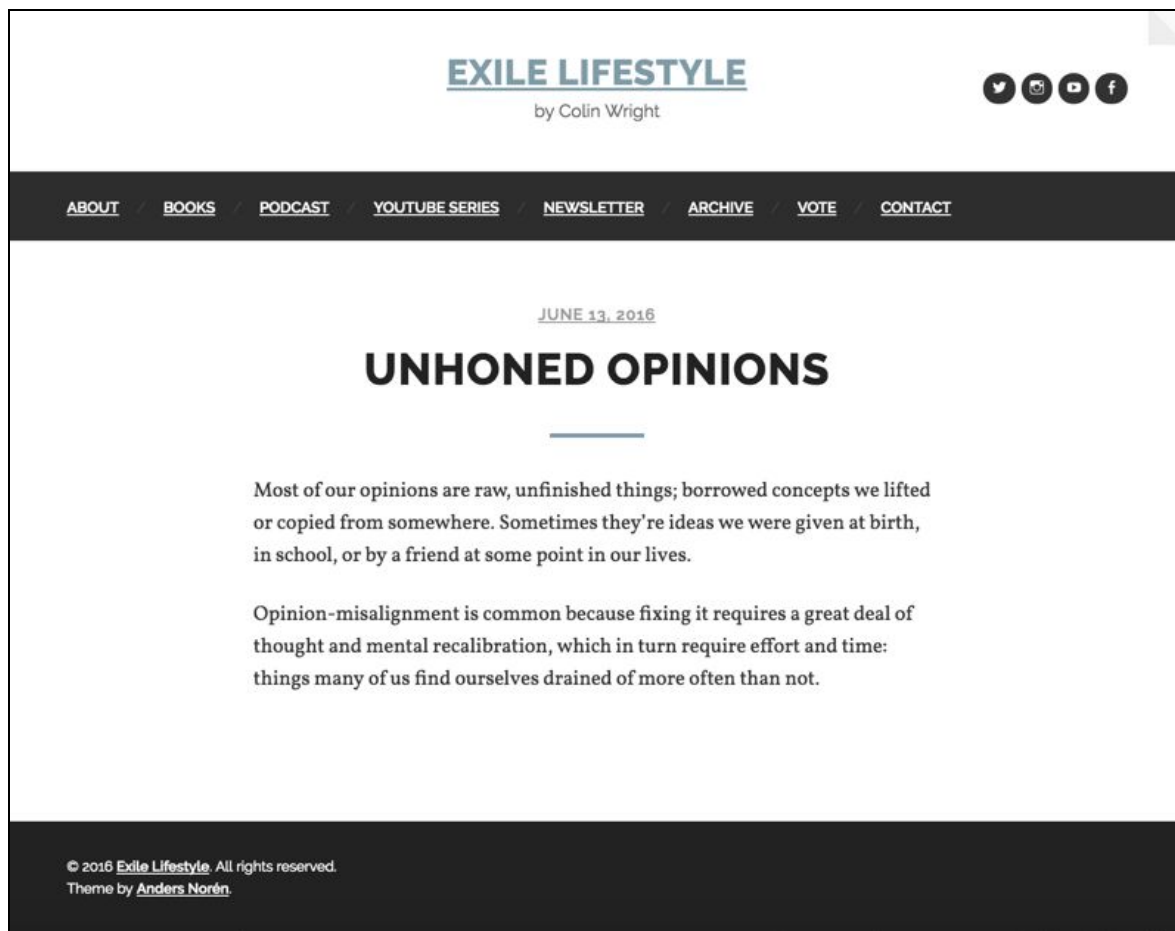 EXILE LIFESTYLE
by Colin Wright
ABOUT / BOOKS / PODCAST / YOUTUBE SERIES / NEWSLETTER / ARCHIVE / VOTE / CONTACT
JUNE 13, 2016
UNHONED OPINIONS
Most of our opinions are raw, unfinished things; borrowed concepts we lifted
or copied from somewhere. Sometimes they're ideas we were given at birth,
in school, or by a friend at some point in our lives.
Opinion-misalignment is common because fixing it requires a great deal of
thought and mental recalibration, which in turn require effort and time:
things many of us find ourselves drained of more often than not.
© 2016 Exile Lifestyle. All rights reserved.
Theme by Anders Norén.